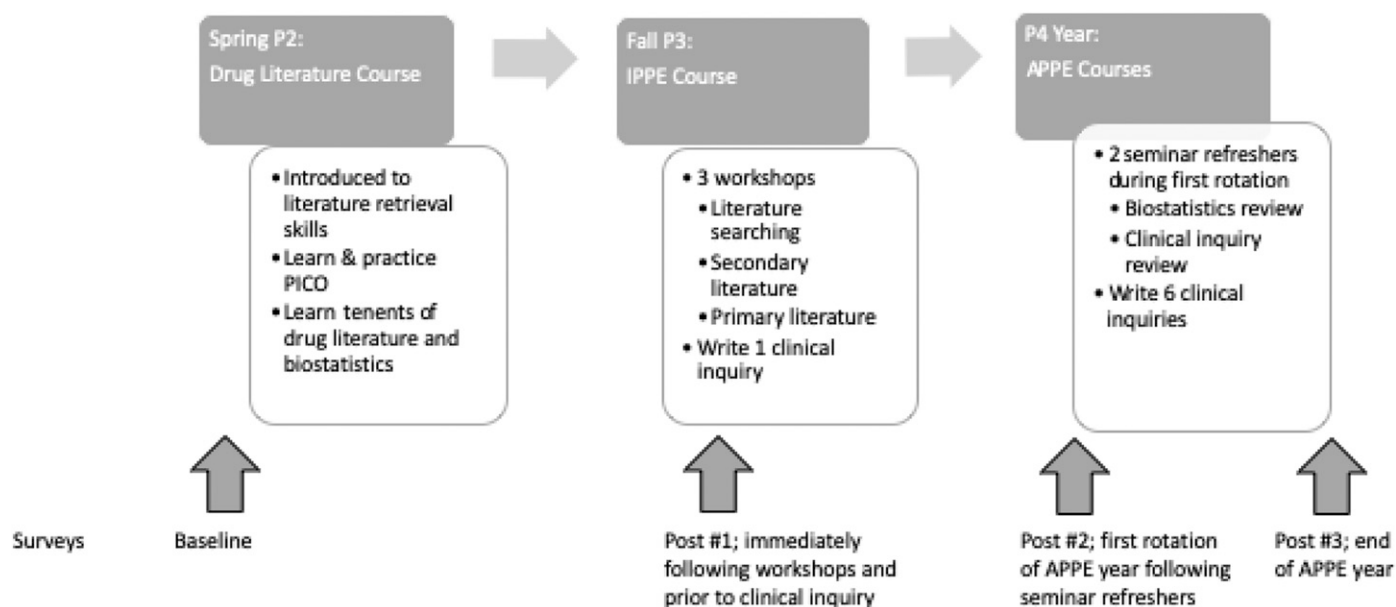 Spring P2:
Drug Literature Course
Fall P3:
IPPE Course
P4 Year:
APPE Courses
•Introduced to
literature retrieval
skills
•Learn & practice
PICO
•Learn tenents of
drug literature and
biostatistics
• 3 workshops
•Literature
searching
•Secondary
literature
•Primary literature
•Write 1 clinical
inquiry
• 2 seminar refreshers
during first rotation
• Biostatistics review
• Clinical inquiry
review
• Write 6 clinical
inquiries
Surveys
Baseline
Post #1; immediately
following workshops and
prior to clinical inquiry
Post #2; first rotation
of APPE year following
seminar refreshers
Post #3; end
of APPE year